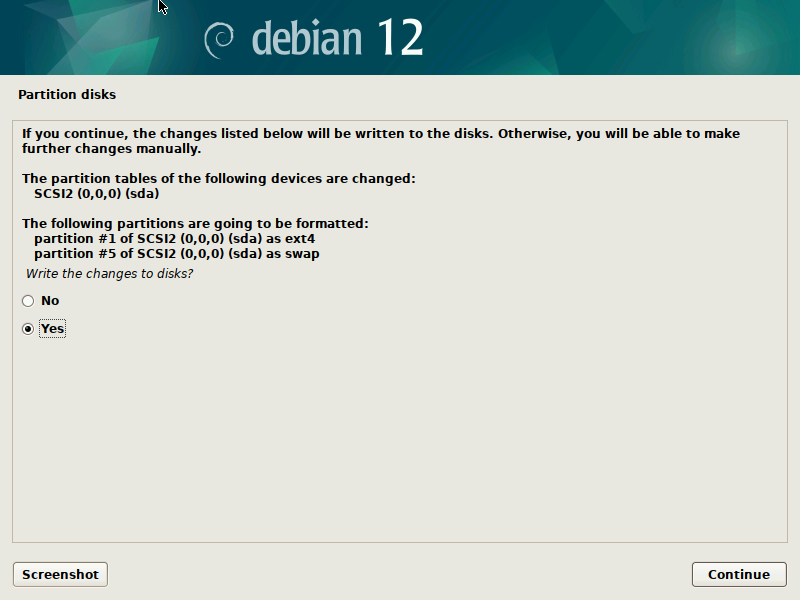 debian 12
Partition disks
If you continue, the changes listed below will be written to the disks. Otherwise, you will be able to make
further changes manually.
The partition tables of the following devices are changed:
SCSI2 (0,0,0) (sda)
The following partitions are going to be formatted:
partition #1 of SCSI2 (0,0,0) (sda) as ext4
partition #5 of SCSI2 (0,0,0) (sda) as swap
Write the changes to disks?
No
Yes
Screenshot
Continue